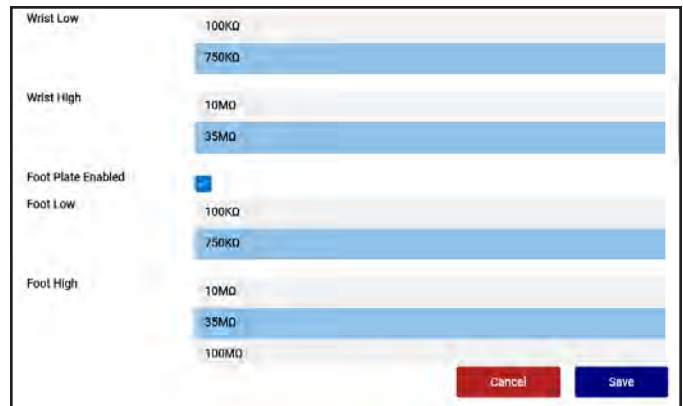 Wrist Low
100KΩ
750KΩ
Wrist High
10MΩ
35MΩ
Foot Plate Enabled
Foot Low
100KΩ
750KΩ
Foot High
10MΩ
35MΩ
100MΩ
Cancel Save